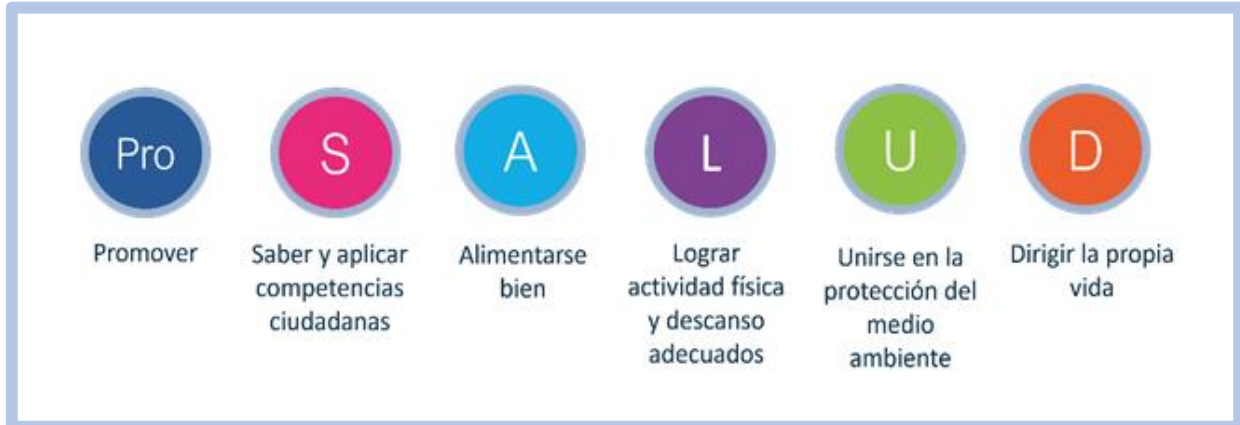 Pro
S
A
L
U
D
Promover
Saber y aplicar
competencias
ciudadanas
Alimentarse
bien
Lograr
actividad física
y descanso
adecuados
Unirse en la
protección del
medio
ambiente
Dirigir la propia
vida